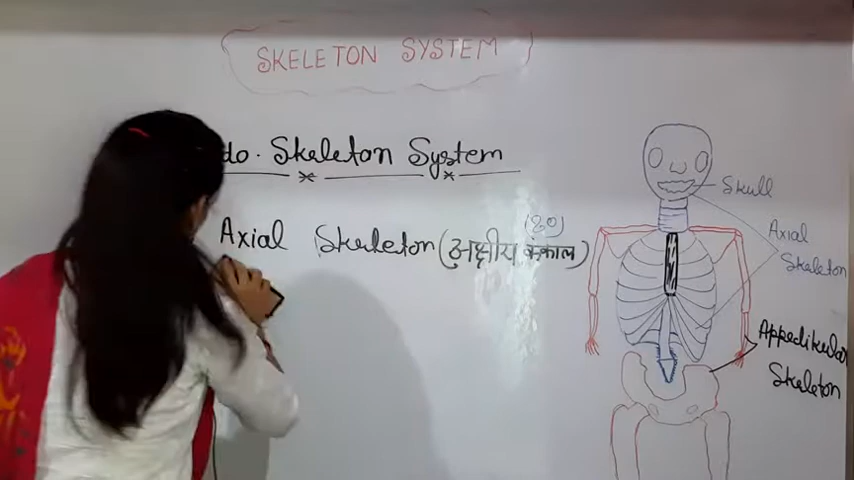 SKELETON SYSTEM
do. Skeleton System
Axial Skeleton (अक्षीय कंकाल)
(80)
Skull
Axial
Skeleton
Appedikular
Skeleton